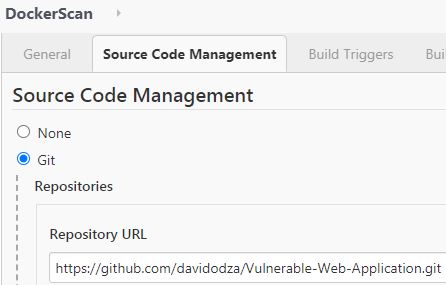 DockerScan
General Source Code Management Build Triggers Bui
Source Code Management
None
Git
Repositories
Repository URL
https://github.com/davidodza/Vulnerable-Web-Application.git